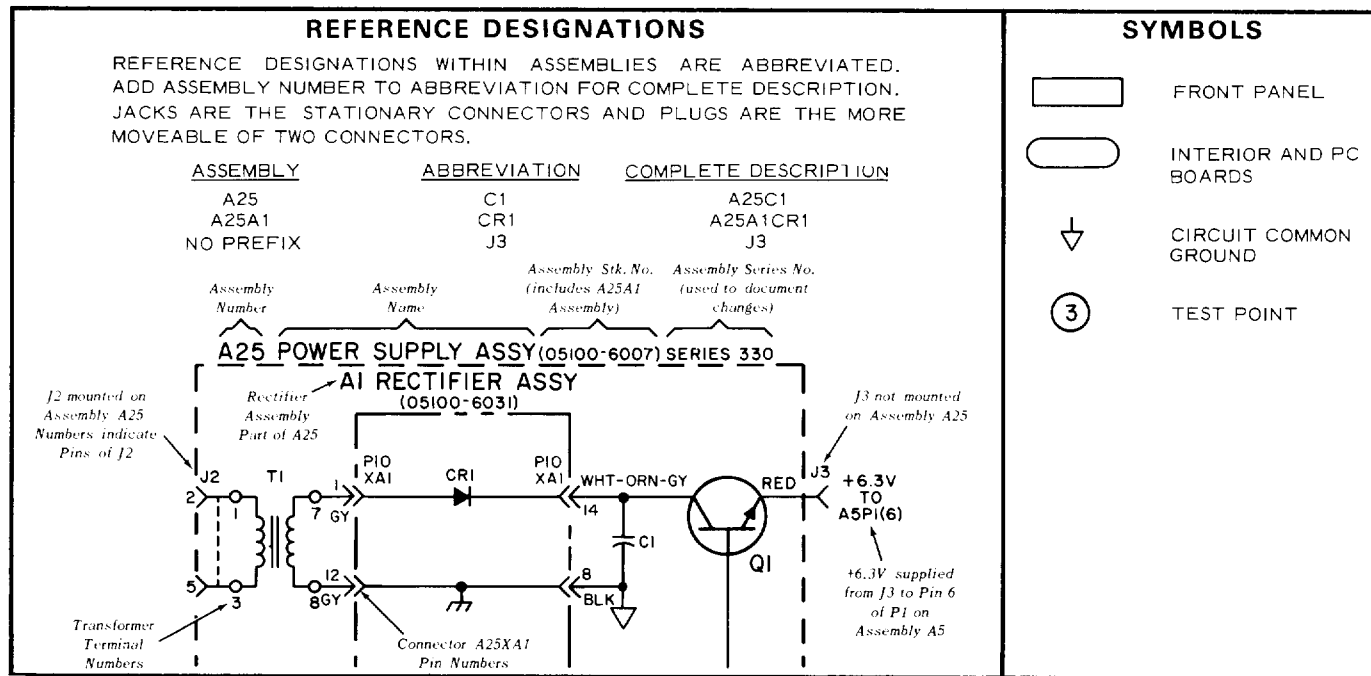 REFERENCE DESIGNATIONS
REFERENCE DESIGNATIONS WITHIN ASSEMBLIES ARE ABBREVIATED.
ADD ASSEMBLY NUMBER TO ABBREVIATION FOR COMPLETE DESCRIPTION.
JACKS ARE THE STATIONARY CONNECTORS AND PLUGS ARE THE MORE
MOVEABLE OF TWO CONNECTORS.
ASSEMBLY ABBREVIATION COMPLETE DESCRIPTION
A25 C1 A25C1
A25A1 CR1 A25A1CR1
NO PREFIX J3 J3
Assembly
Number
Assembly
Name
Assembly Stk. No.
(includes A25A1
Assembly)
Assembly Series No.
(used to document
changes)
A25 POWER SUPPLY ASSY (05100-6007) SERIES 330
A1 RECTIFIER ASSY
(05100-6031)
J2 mounted on
Assembly A25
Numbers indicate
Pins of J2
Rectifier
Assembly
Part of A25
J3 not mounted
on Assembly A25
J2
T1
P10
XA1
CR1
P10
XA1
WHT-ORN-GY
RED
J3
+6.3V
TO
A5P1(6)
2
1
7
1
GY
14
C1
Q1
5
3
8
12
GY
8
BLK
+6.3V supplied
from J3 to Pin 6
of P1 on
Assembly A5
Transformer
Terminal
Numbers
Connector A25XA1
Pin Numbers
SYMBOLS
FRONT PANEL
INTERIOR AND PC
BOARDS
CIRCUIT COMMON
GROUND
3 TEST POINT